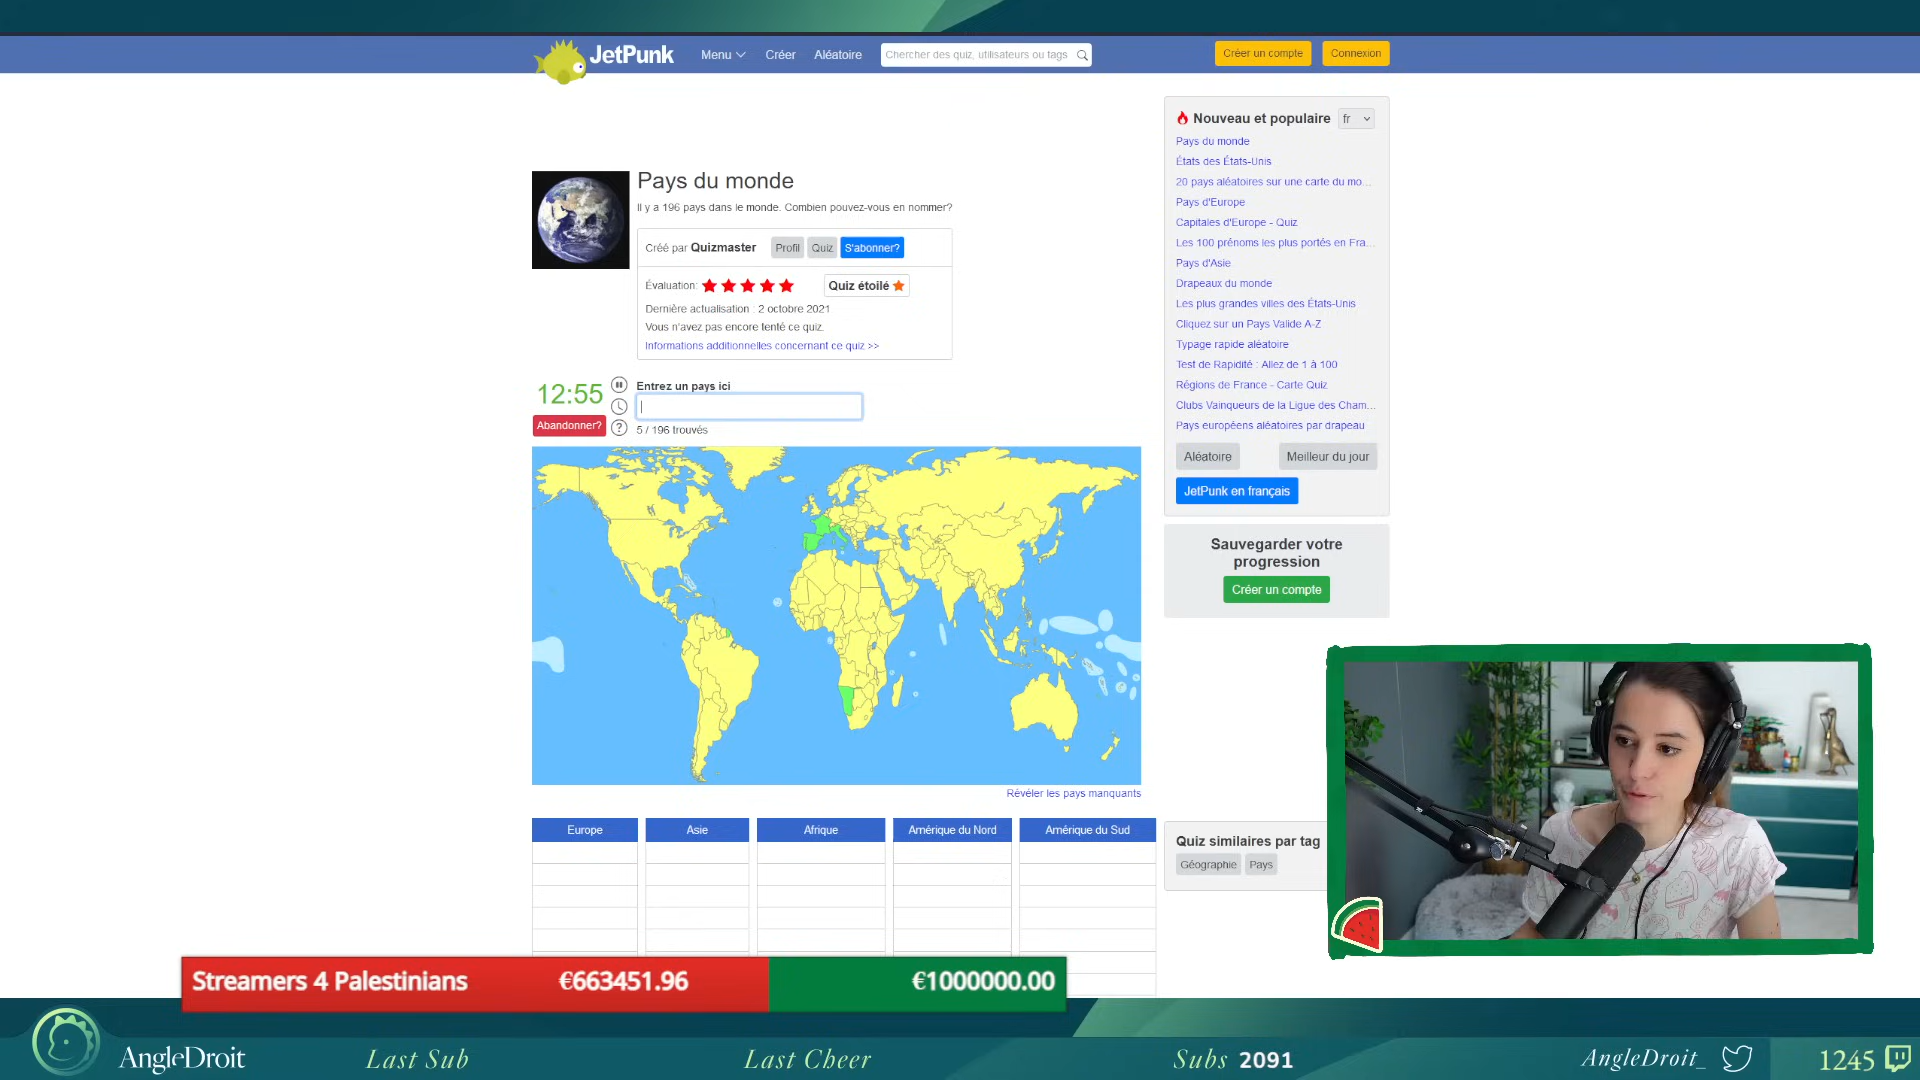 JetPunk
Menu
Créer
Aléatoire
Chercher des quiz, utilisateurs ou tags
Créer un compte
Connexion
Pays du monde
Il y a 196 pays dans le monde. Combien pouvez-vous en nommer?
Créé par Quizmaster
Profil
Quiz
S'abonner?
Évaluation:
Quiz étoilé
Dernière actualisation : 2 octobre 2021
Vous n'avez pas encore tenté ce quiz.
Informations additionnelles concernant ce quiz >>
12:55
Abandonner?
?
Entrez un pays ici
5 / 196 trouvés
Révéler les pays manquants
Europe
Asie
Afrique
Amérique du Nord
Amérique du Sud
Nouveau et populaire
fr
Pays du monde
États des États-Unis
20 pays aléatoires sur une carte du mo...
Pays d'Europe
Capitales d'Europe - Quiz
Les 100 prénoms les plus portés en Fra...
Pays d'Asie
Drapeaux du monde
Les plus grandes villes des États-Unis
Cliquez sur un Pays Valide A-Z
Typage rapide aléatoire
Test de Rapidité : Allez de 1 à 100
Régions de France - Carte Quiz
Clubs Vainqueurs de la Ligue des Cham...
Pays européens aléatoires par drapeau
Aléatoire
Meilleur du jour
JetPunk en français
Sauvegarder votre
progression
Créer un compte
Quiz similaires par tag
Géographie
Pays
Streamers 4 Palestinians
€663451.96
€1000000.00
AngleDroit
Last Sub
Last Cheer
Subs 2091
AngleDroit_
1245